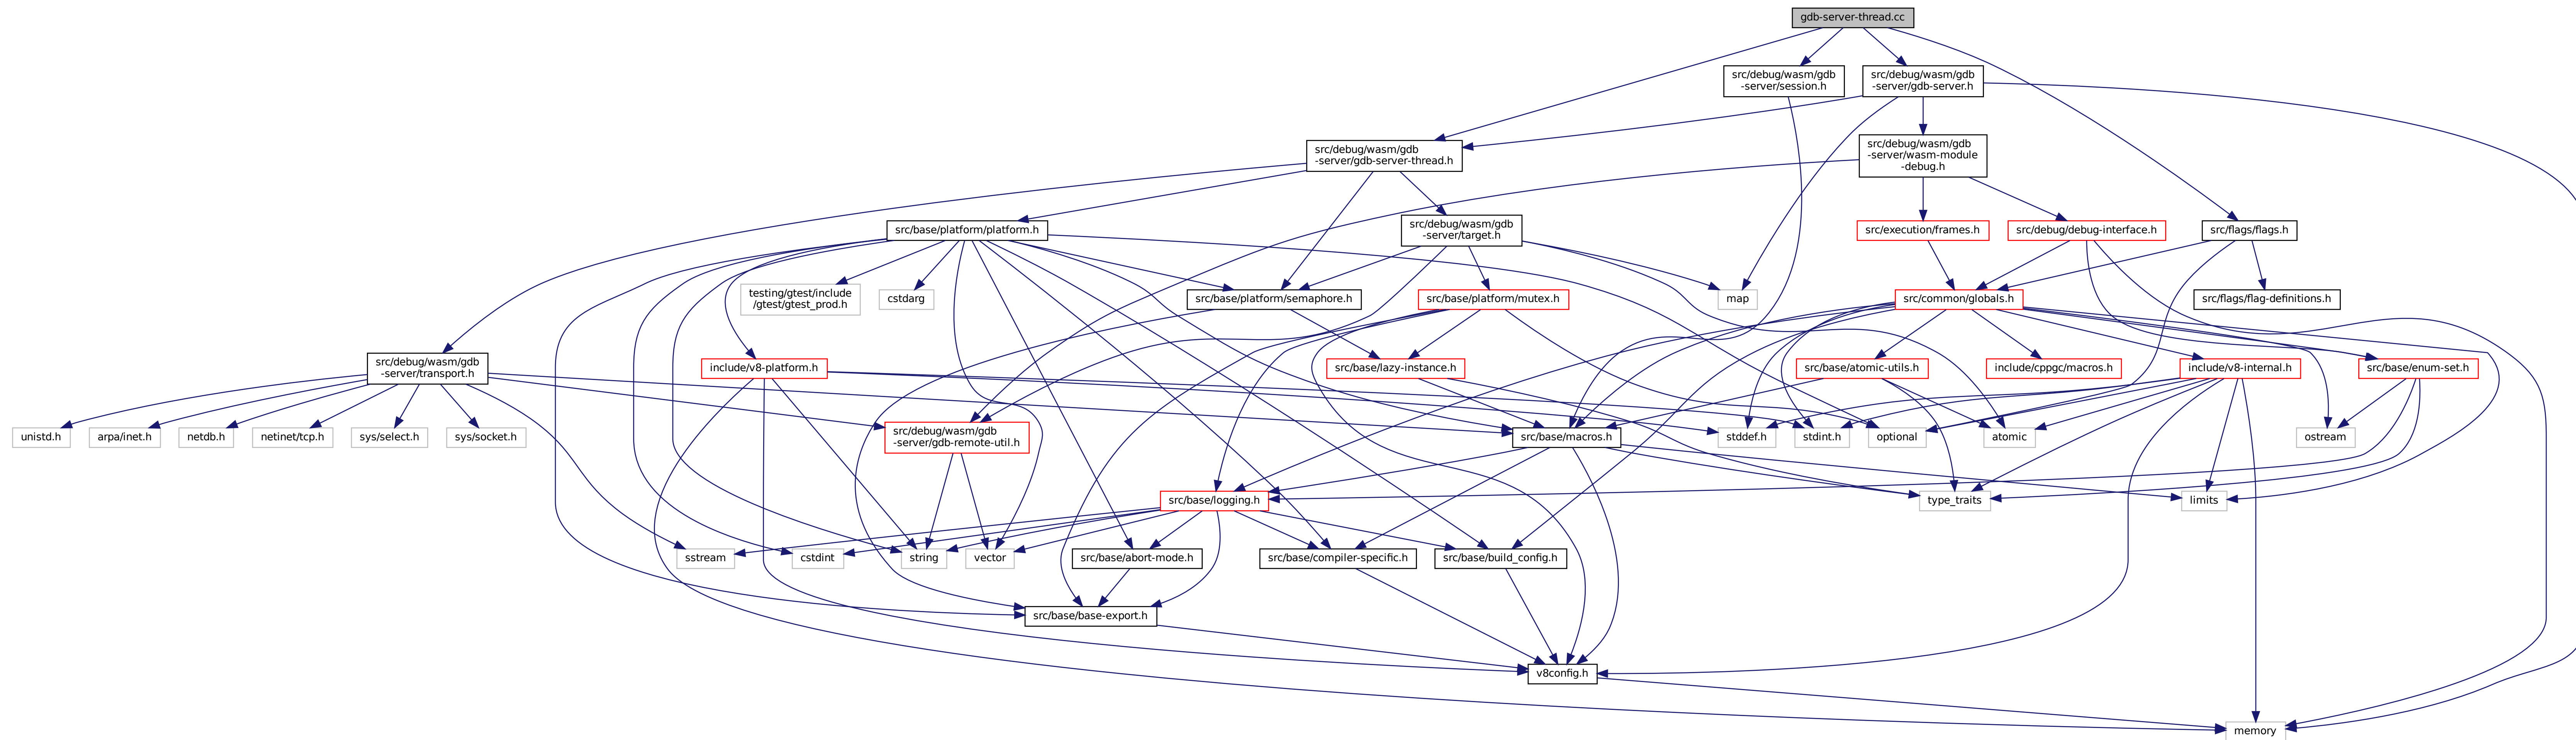 gdb-server-thread.cc
src/debug/wasm/gdb
-server/session.h
src/debug/wasm/gdb
-server/gdb-server.h
src/debug/wasm/gdb
-server/gdb-server-thread.h
src/debug/wasm/gdb
-server/wasm-module
-debug.h
src/base/platform/platform.h
src/debug/wasm/gdb
-server/target.h
src/execution/frames.h
src/debug/debug-interface.h
src/flags/flags.h
testing/gtest/include
/gtest/gtest_prod.h
cstdarg
src/base/platform/semaphore.h
src/base/platform/mutex.h
map
src/common/globals.h
src/flags/flag-definitions.h
src/debug/wasm/gdb
-server/transport.h
include/v8-platform.h
src/base/lazy-instance.h
src/base/atomic-utils.h
include/cppgc/macros.h
include/v8-internal.h
src/base/enum-set.h
unistd.h
arpa/inet.h
netdb.h
netinet/tcp.h
sys/select.h
sys/socket.h
src/debug/wasm/gdb
-server/gdb-remote-util.h
src/base/macros.h
stddef.h
stdint.h
optional
atomic
ostream
src/base/logging.h
type_traits
limits
sstream
cstdint
string
vector
src/base/abort-mode.h
src/base/compiler-specific.h
src/base/build_config.h
src/base/base-export.h
v8config.h
memory